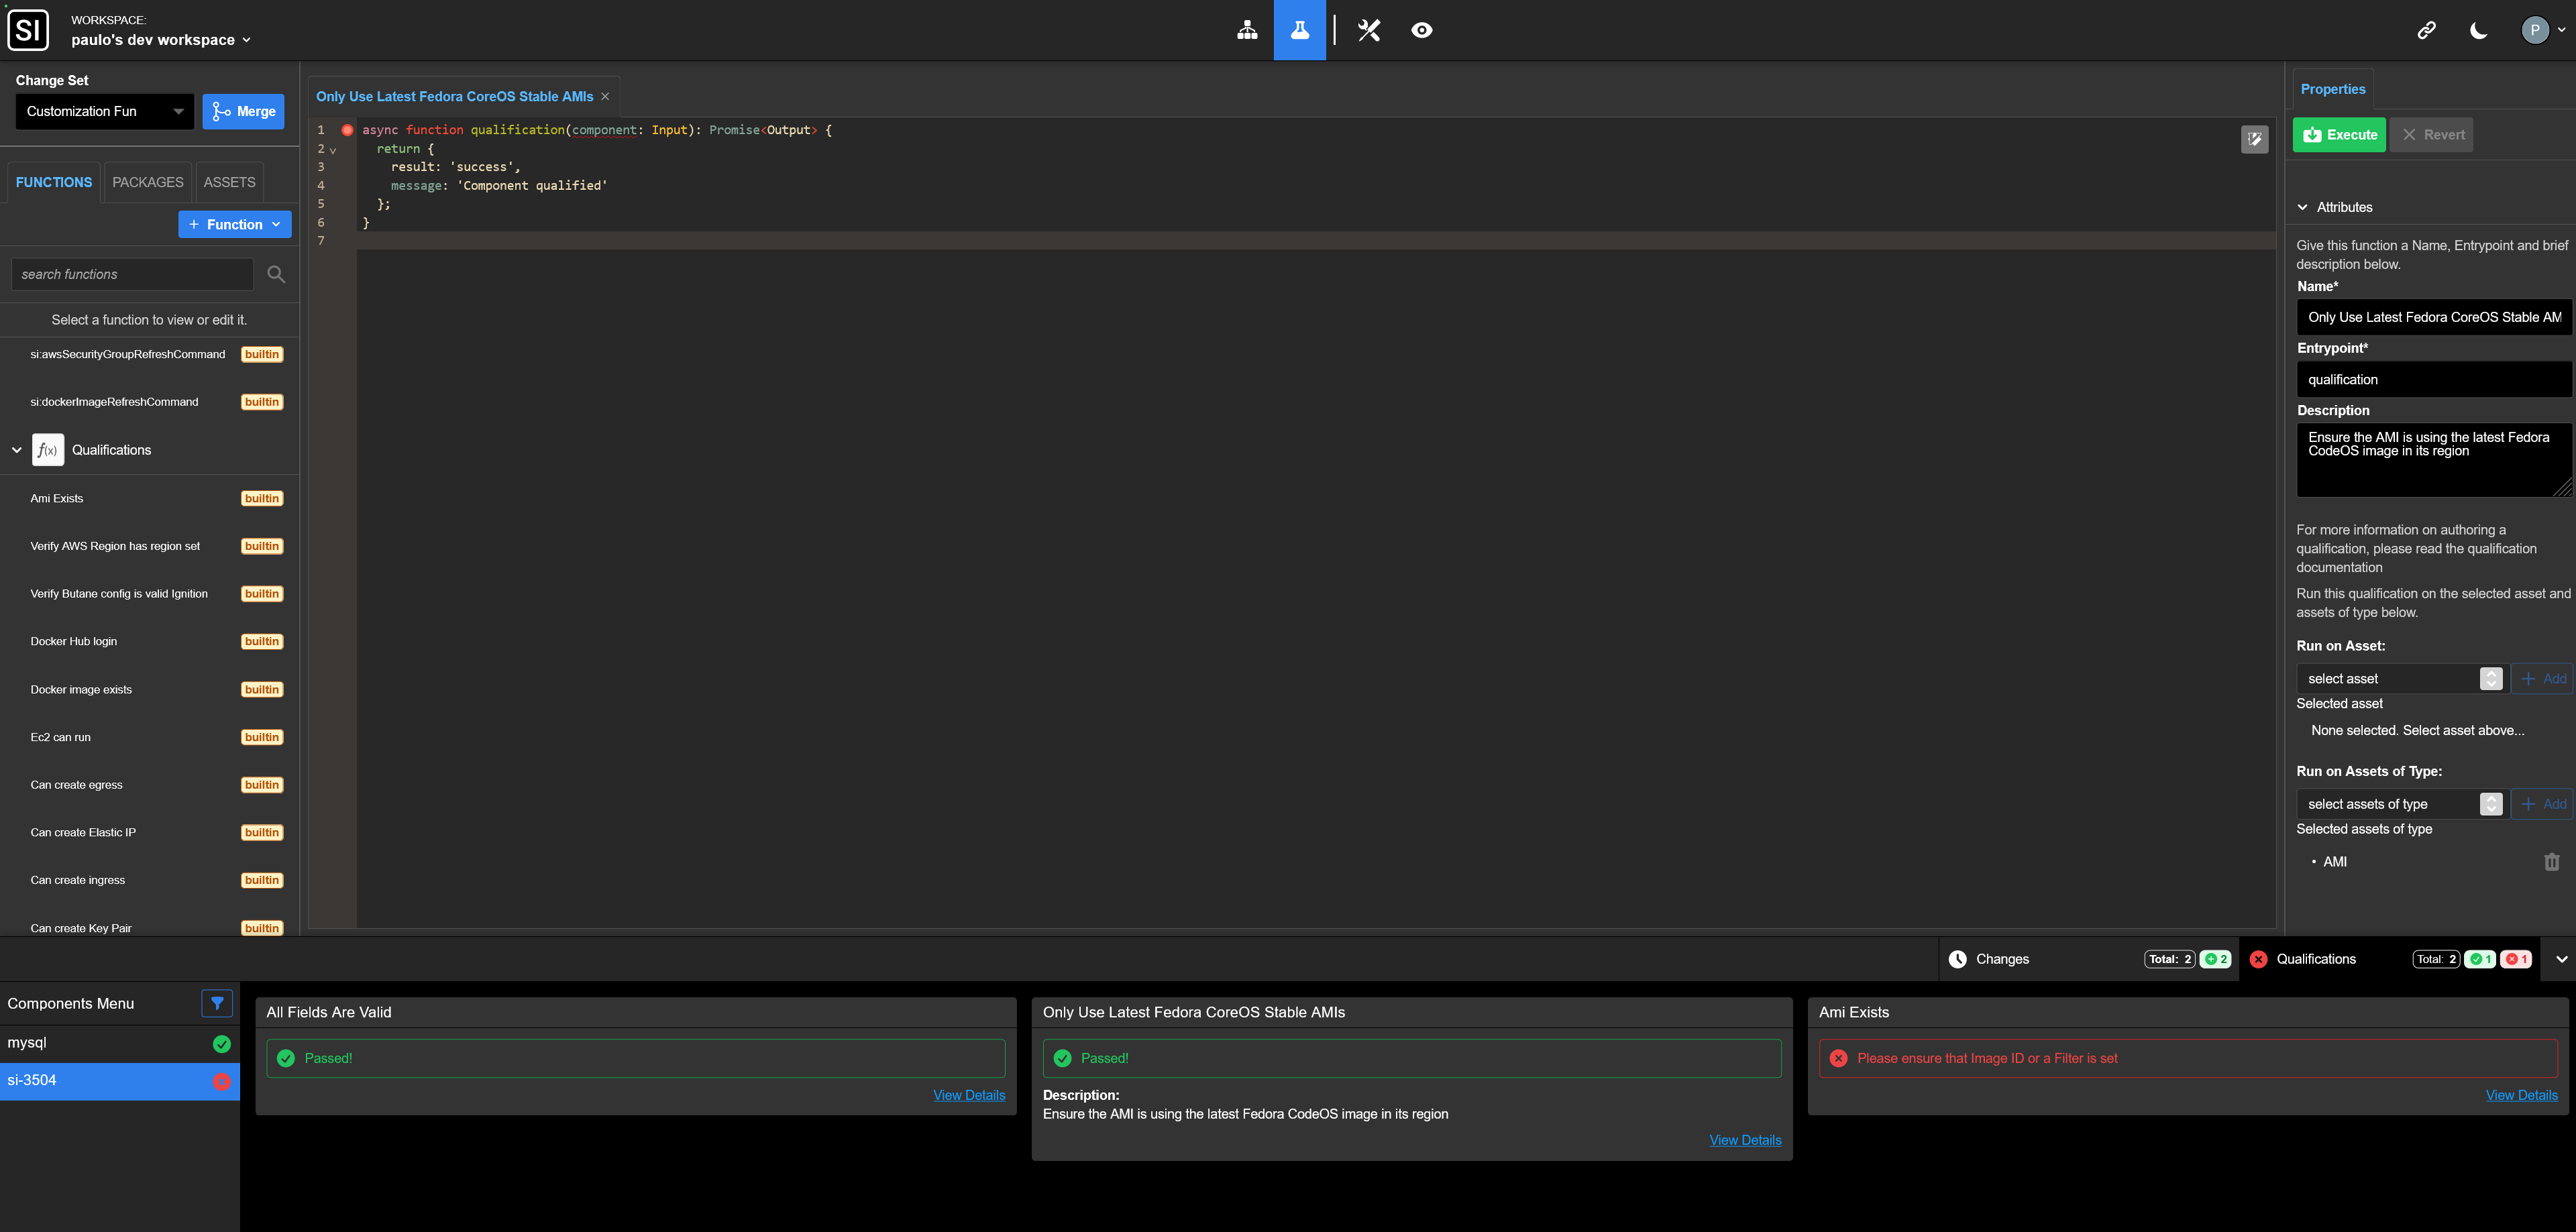 SI
WORKSPACE:
paulo's dev workspace
P
Change Set
Customization Fun
Merge
FUNCTIONS
PACKAGES
ASSETS
+ Function
search functions
Select a function to view or edit it.
si:awsSecurityGroupRefreshCommand builtin
si:dockerImageRefreshCommand builtin
f(x) Qualifications
Ami Exists builtin
Verify AWS Region has region set builtin
Verify Butane config is valid Ignition builtin
Docker Hub login builtin
Docker image exists builtin
Ec2 can run builtin
Can create egress builtin
Can create Elastic IP builtin
Can create ingress builtin
Can create Key Pair builtin
Only Use Latest Fedora CoreOS Stable AMIs
1 async function qualification(component: Input): Promise<Output> {
2 return {
3 result: 'success',
4 message: 'Component qualified'
5 };
6 }
7
Properties
Execute
Revert
Attributes
Give this function a Name, Entrypoint and brief
description below.
Name*
Only Use Latest Fedora CoreOS Stable AM
Entrypoint*
qualification
Description
Ensure the AMI is using the latest Fedora
CodeOS image in its region
For more information on authoring a
qualification, please read the qualification
documentation
Run this qualification on the selected asset and
assets of type below.
Run on Asset:
select asset
+ Add
Selected asset
None selected. Select asset above...
Run on Assets of Type:
select assets of type
+ Add
Selected assets of type
• AMI
Changes
Total: 2
2
Qualifications
Total: 2
1
1
Components Menu
mysql
si-3504
All Fields Are Valid
Passed!
View Details
Only Use Latest Fedora CoreOS Stable AMIs
Passed!
Description:
Ensure the AMI is using the latest Fedora CodeOS image in its region
View Details
Ami Exists
Please ensure that Image ID or a Filter is set
View Details